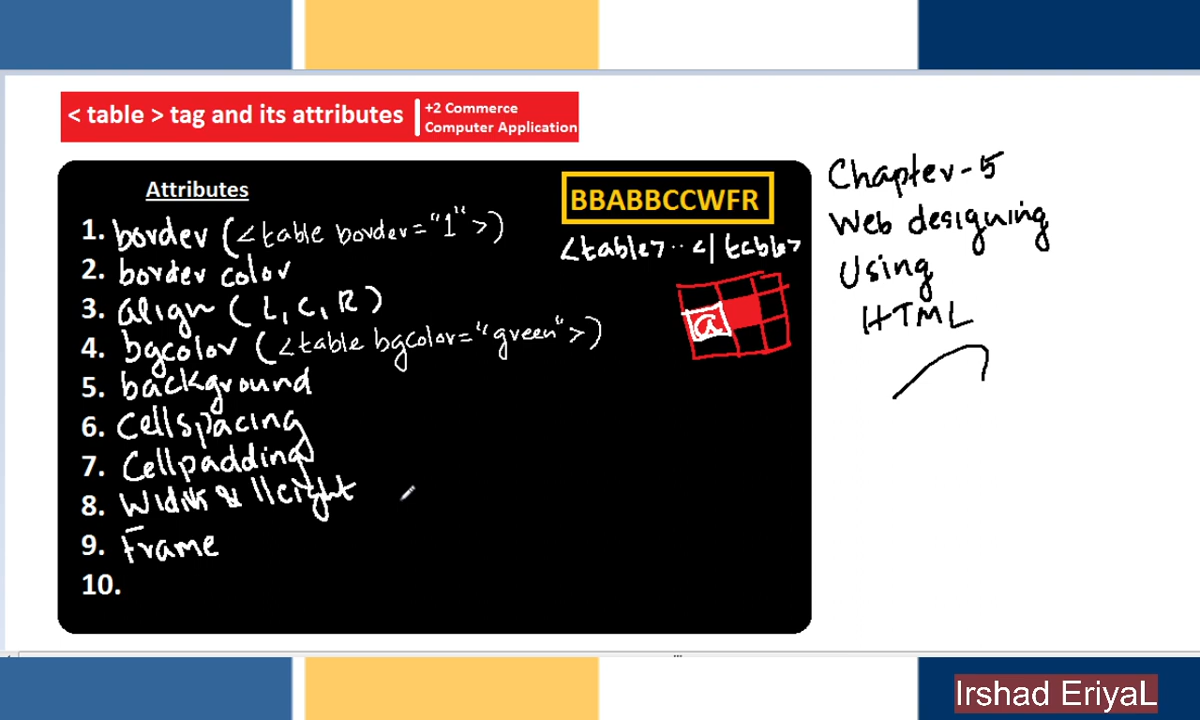 < table > tag and its attributes
+2 Commerce
Computer Application
Attributes
BBABBCCWFR
1. border (<table border="1">)
<table>..</table>
2. border color
3. align (L, C, R)
4. bgcolor (<table bgcolor="green">)
5. background
6. Cellspacing
7. Cellpadding
8. Width & Height
9. Frame
10.
a
Chapter-5
Web designing
Using
HTML
Irshad EriyaL